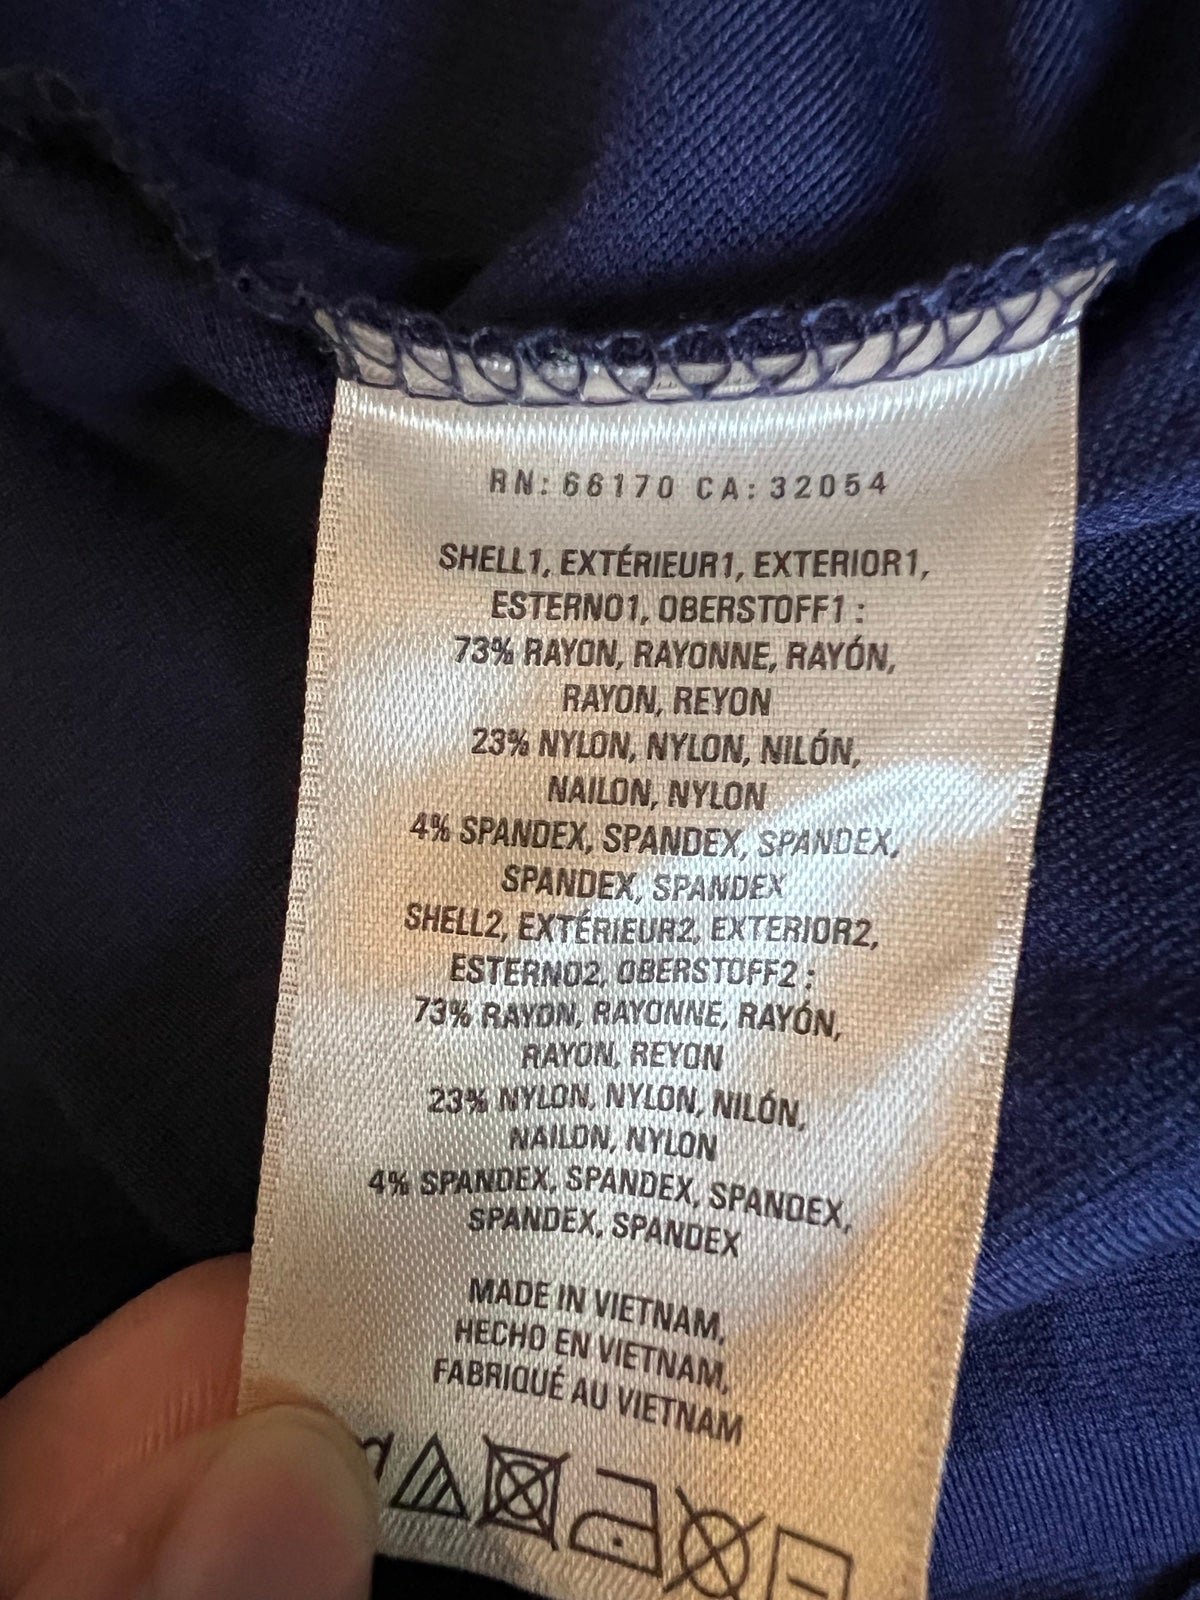 RN: 66170 CA: 32054
SHELL1, EXTÉRIEUR1, EXTERIOR1,
ESTERNO1, OBERSTOFF1 :
73% RAYON, RAYONNE, RAYÓN,
RAYON, REYON
23% NYLON, NYLON, NILÓN,
NAILON, NYLON
4% SPANDEX, SPANDEX, SPANDEX,
SPANDEX, SPANDEX
SHELL2, EXTÉRIEUR2, EXTERIOR2,
ESTERNO2, OBERSTOFF2 :
73% RAYON, RAYONNE, RAYÓN,
RAYON, REYON
23% NYLON, NYLON, NILÓN,
NAILON, NYLON
4% SPANDEX, SPANDEX, SPANDEX,
SPANDEX, SPANDEX
MADE IN VIETNAM,
HECHO EN VIETNAM,
FABRIQUÉ AU VIETNAM